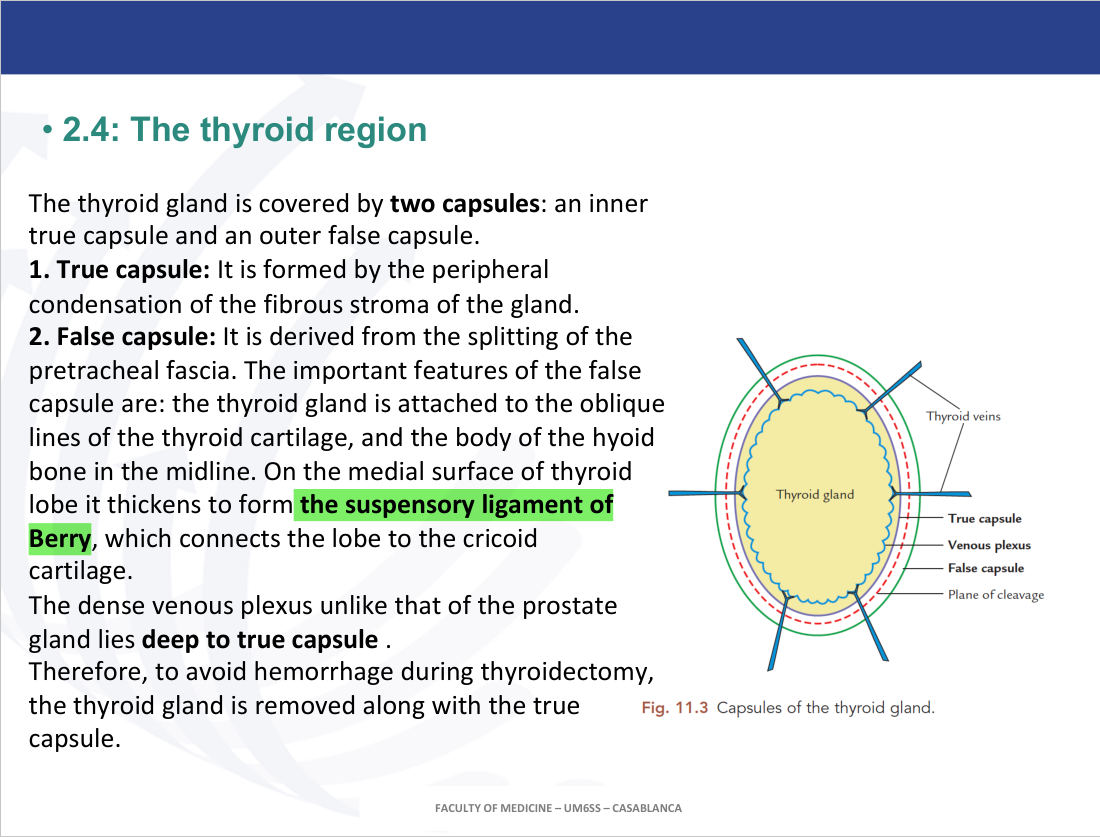 • 2.4: The thyroid region
The thyroid gland is covered by two capsules: an inner
true capsule and an outer false capsule.
1. True capsule: It is formed by the peripheral
condensation of the fibrous stroma of the gland.
2. False capsule: It is derived from the splitting of the
pretracheal fascia. The important features of the false
capsule are: the thyroid gland is attached to the oblique
lines of the thyroid cartilage, and the body of the hyoid
bone in the midline. On the medial surface of thyroid
lobe it thickens to form the suspensory ligament of
Berry, which connects the lobe to the cricoid
cartilage.
The dense venous plexus unlike that of the prostate
gland lies deep to true capsule .
Therefore, to avoid hemorrhage during thyroidectomy,
the thyroid gland is removed along with the true
capsule.
Thyroid veins
Thyroid gland
True capsule
Venous plexus
False capsule
Plane of cleavage
Fig. 11.3 Capsules of the thyroid gland.
FACULTY OF MEDICINE – UM6SS – CASABLANCA